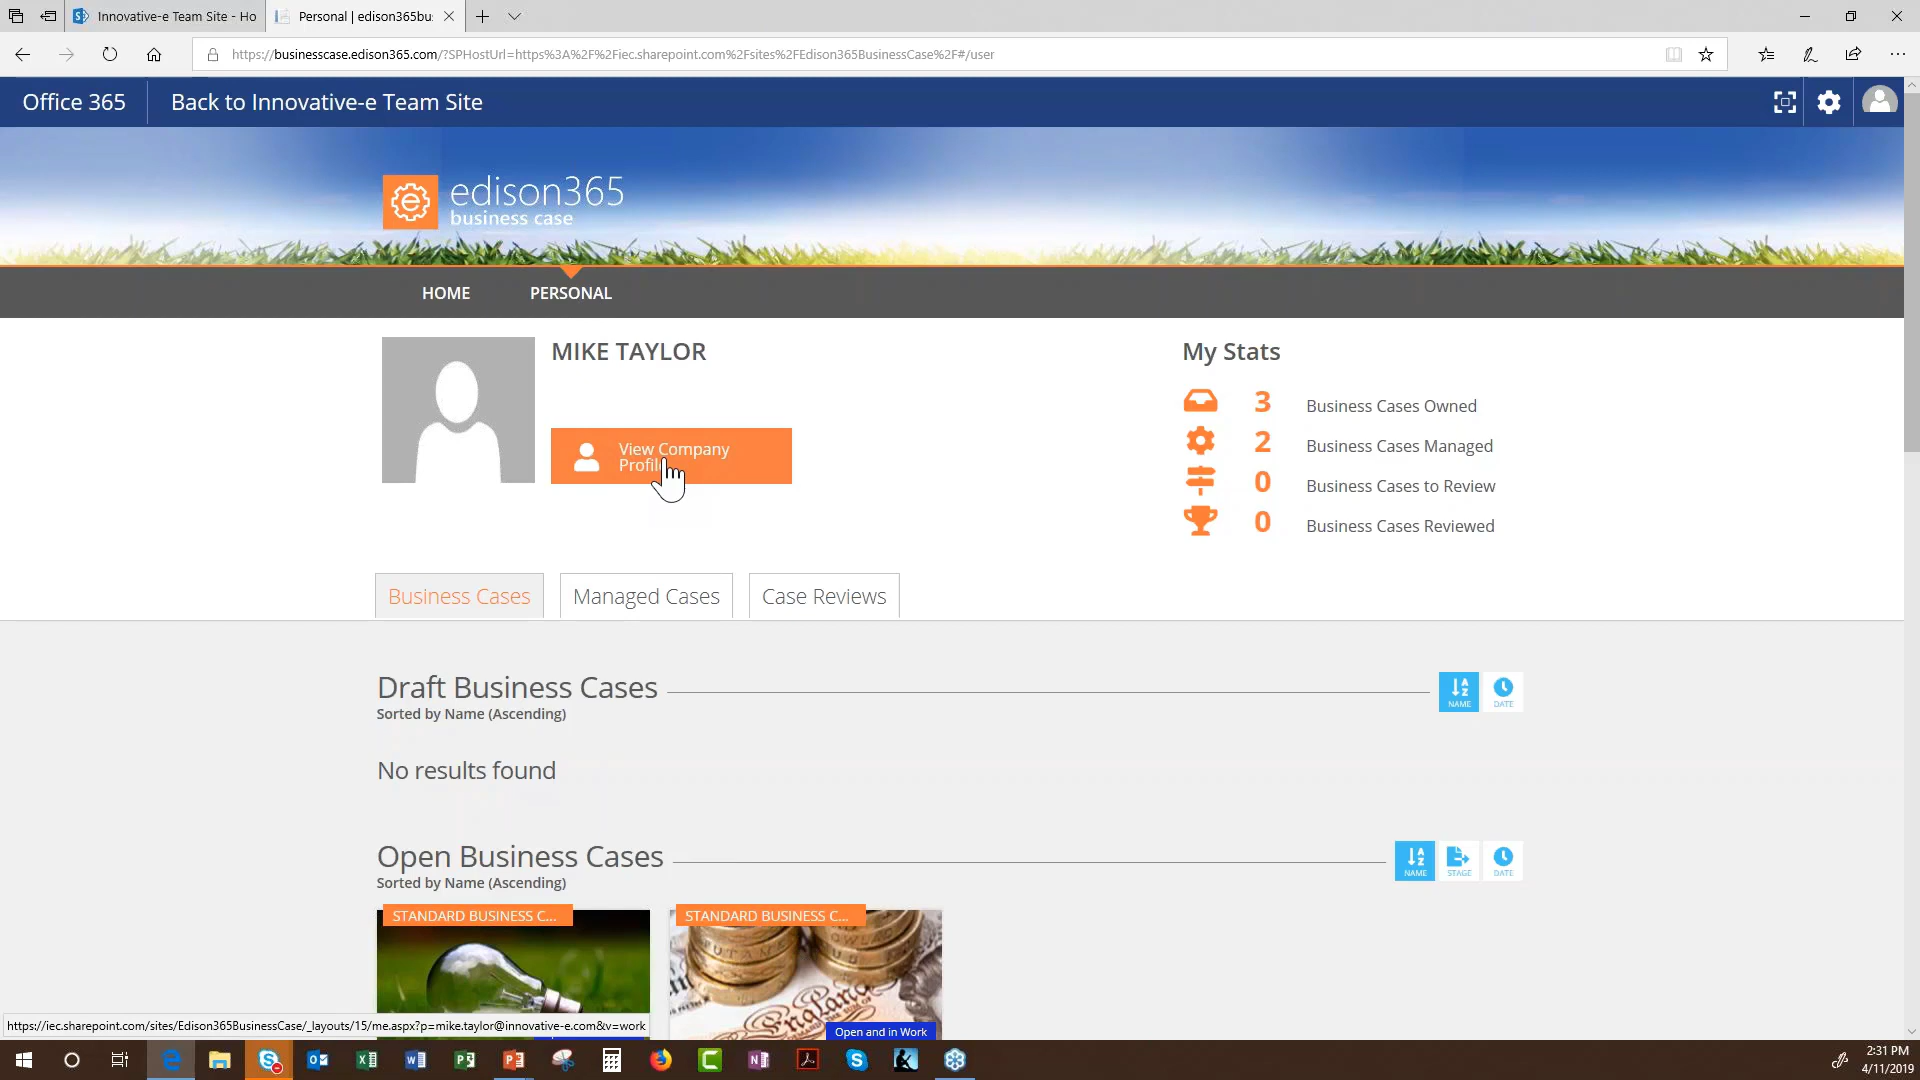 Innovative-e Team Site - Ho
Personal | edison365bu:
https://businesscase.edison365.com/?SPHostUrl=https%3A%2F%2Fiec.sharepoint.com%2Fsites%2FEdison365BusinessCase%2F#/user
Office 365
Back to Innovative-e Team Site
edison365
business case
HOME
PERSONAL
MIKE TAYLOR
View Company
Profile
My Stats
3 Business Cases Owned
2 Business Cases Managed
0 Business Cases to Review
0 Business Cases Reviewed
Business Cases
Managed Cases
Case Reviews
Draft Business Cases
NAME
DATE
Sorted by Name (Ascending)
No results found
Open Business Cases
NAME
STAGE
DATE
Sorted by Name (Ascending)
STANDARD BUSINESS C...
STANDARD BUSINESS C...
Open and in Work
https://iec.sharepoint.com/sites/Edison365BusinessCase/_layouts/15/me.aspx?p=mike.taylor@innovative-e.com&v=work
2:31 PM
4/11/2019